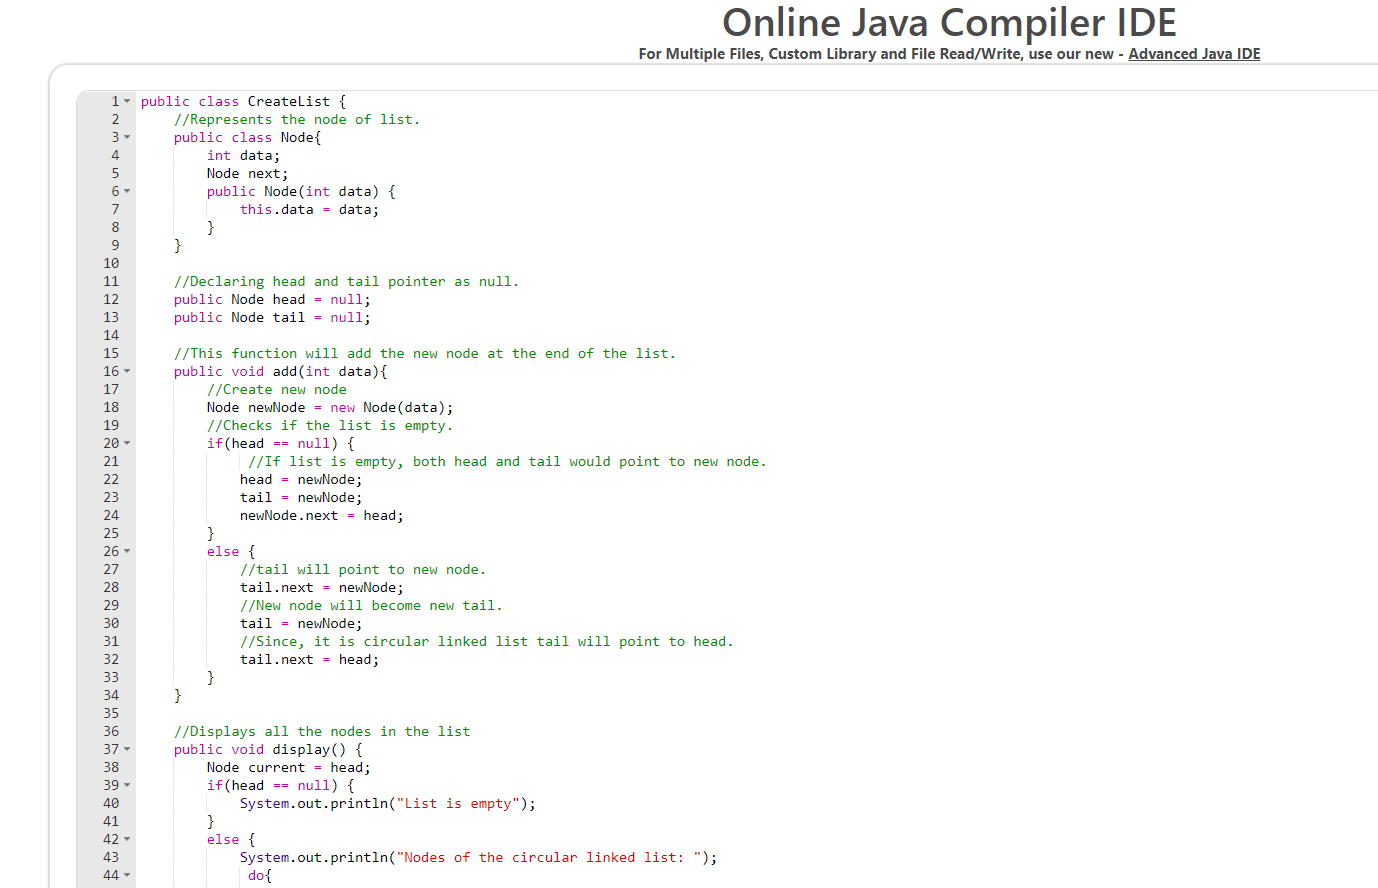 Online Java Compiler IDE
For Multiple Files, Custom Library and File Read/Write, use our new - Advanced Java IDE
1 public class CreateList {
2     //Represents the node of list.
3     public class Node{
4         int data;
5         Node next;
6         public Node(int data) {
7             this.data = data;
8         }
9     }
10
11     //Declaring head and tail pointer as null.
12     public Node head = null;
13     public Node tail = null;
14
15     //This function will add the new node at the end of the list.
16     public void add(int data){
17         //Create new node
18         Node newNode = new Node(data);
19         //Checks if the list is empty.
20         if(head == null) {
21              //If list is empty, both head and tail would point to new node.
22             head = newNode;
23             tail = newNode;
24             newNode.next = head;
25         }
26         else {
27             //tail will point to new node.
28             tail.next = newNode;
29             //New node will become new tail.
30             tail = newNode;
31             //Since, it is circular linked list tail will point to head.
32             tail.next = head;
33         }
34     }
35
36     //Displays all the nodes in the list
37     public void display() {
38         Node current = head;
39         if(head == null) {
40             System.out.println("List is empty");
41         }
42         else {
43             System.out.println("Nodes of the circular linked list: ");
44              do{